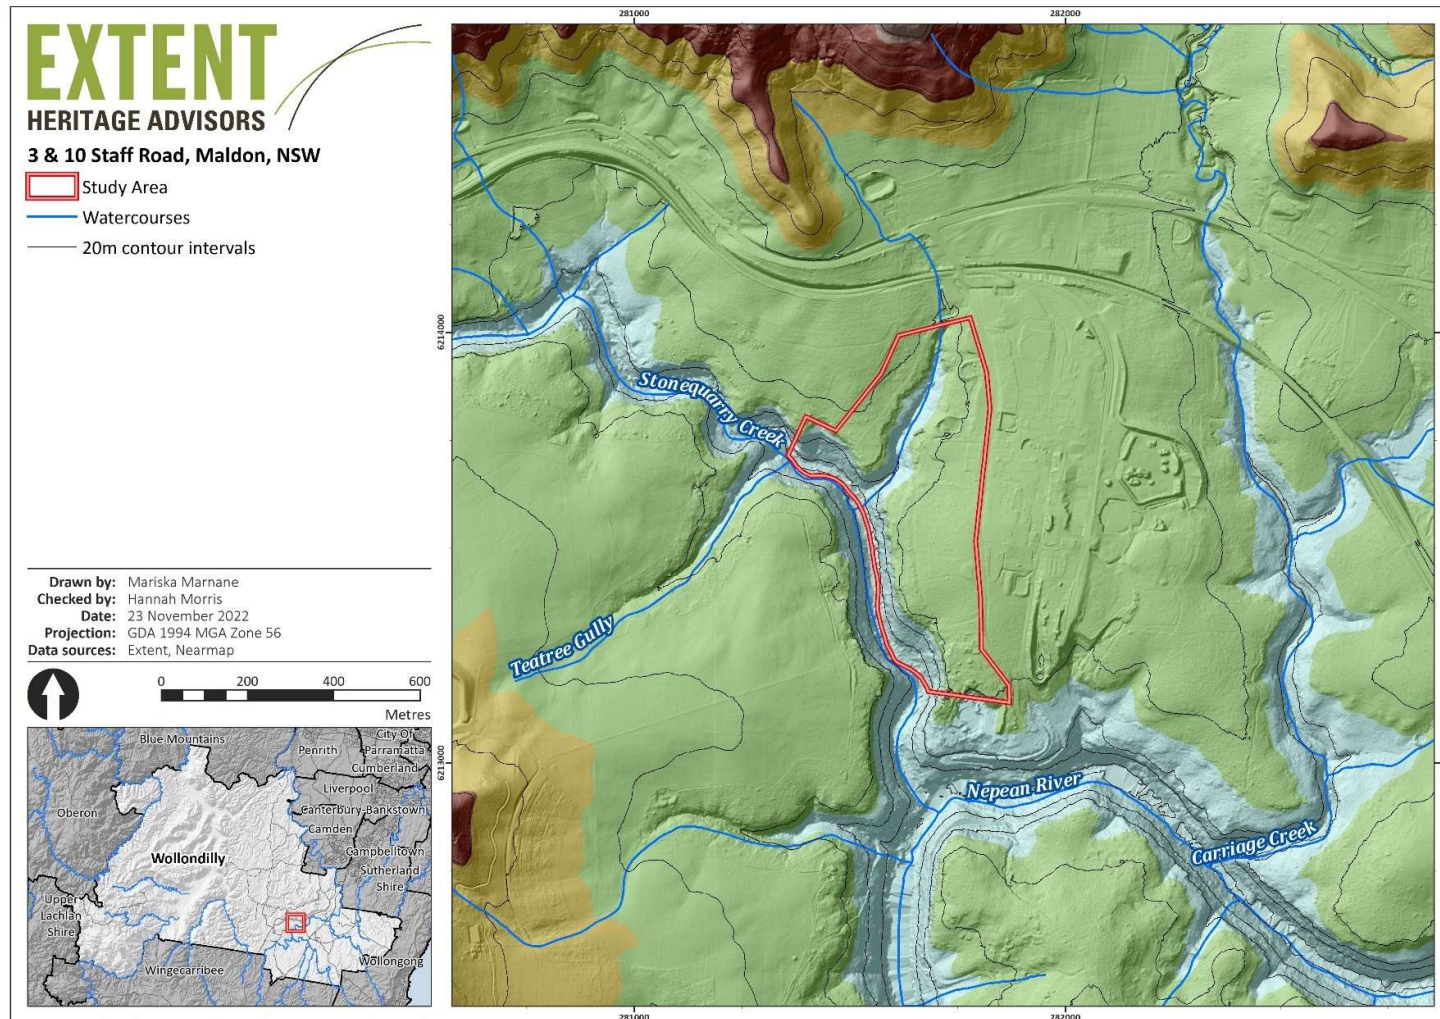 EXTENT
HERITAGE ADVISORS
3 & 10 Staff Road, Maldon, NSW
Study Area
Watercourses
20m contour intervals
Drawn by: Mariska Marnane
Checked by: Hannah Morris
Date: 23 November 2022
Projection: GDA 1994 MGA Zone 56
Data sources: Extent, Nearmap
0 200 400 600
Metres
Blue Mountains
Penrith
City Of
Parramatta
Cumberland
Liverpool
Oberon
Canterbury-Bankstown
Camden
Campbelltown
Wollondilly
Sutherland
Shire
Upper
Lachlan
Shire
Wollongong
Wingecarribee
281000
282000
6214000
6213000
Stonequarry Creek
Teatree Gully
Nepean River
Carriage Creek
281000
282000